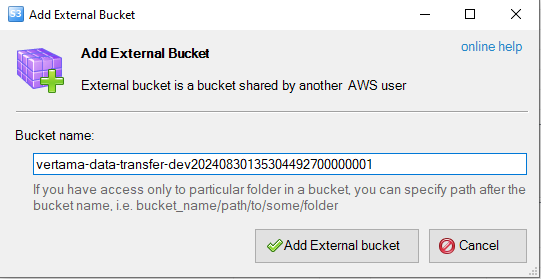 S3 Add External Bucket
Add External Bucket
online help
External bucket is a bucket shared by another AWS user
Bucket name:
vertama-data-transfer-dev20240830135304492700000001
If you have access only to particular folder in a bucket, you can specify path after the
bucket name, i.e. bucket_name/path/to/some/folder
Add External bucket
Cancel